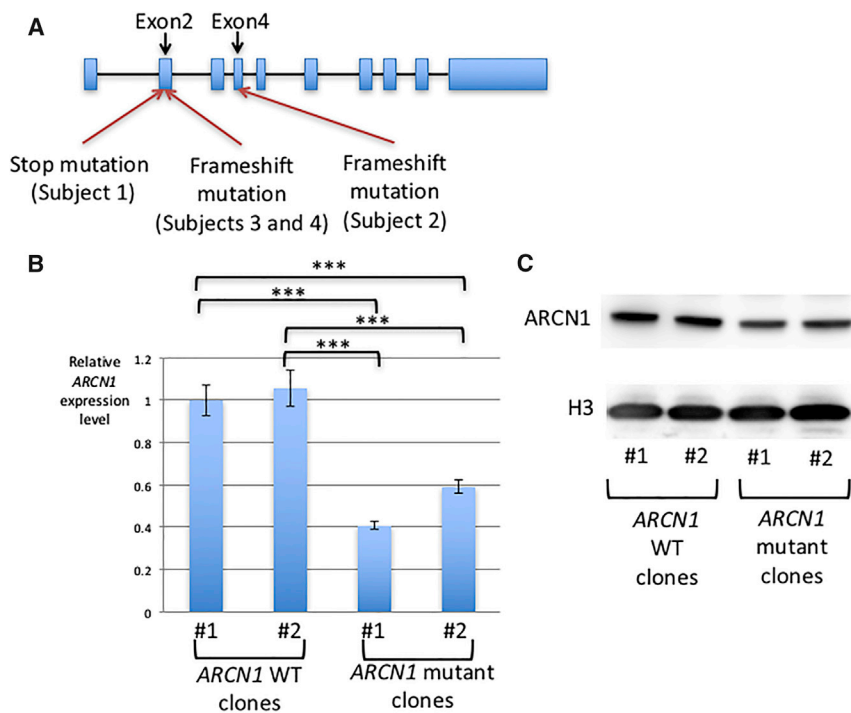 A
Exon2 Exon4
Stop mutation
(Subject 1)
Frameshift
mutation
(Subjects 3 and 4)
Frameshift
mutation
(Subject 2)
B
***
***
***
***
Relative
ARCN1
expression
level
1.2
1
0.8
0.6
0.4
0.2
0
#1 #2 #1 #2
ARCN1 WT
clones
ARCN1 mutant
clones
C
ARCN1
H3
#1 #2 #1 #2
ARCN1
WT
clones
ARCN1
mutant
clones